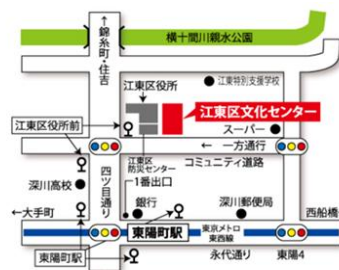 横十間川親水公園
←錦糸町・住吉
江東区役所
江東特別支援学校
江東区文化センター
江東区役所前
スーパー
← 一方通行
江東区
防災センター
コミュニティ道路
四ツ目通り
1番出口
深川高校
銀行
深川郵便局
←大手町
西船橋
東陽町駅
東京メトロ
東西線
東陽町駅
永代通り
東陽4